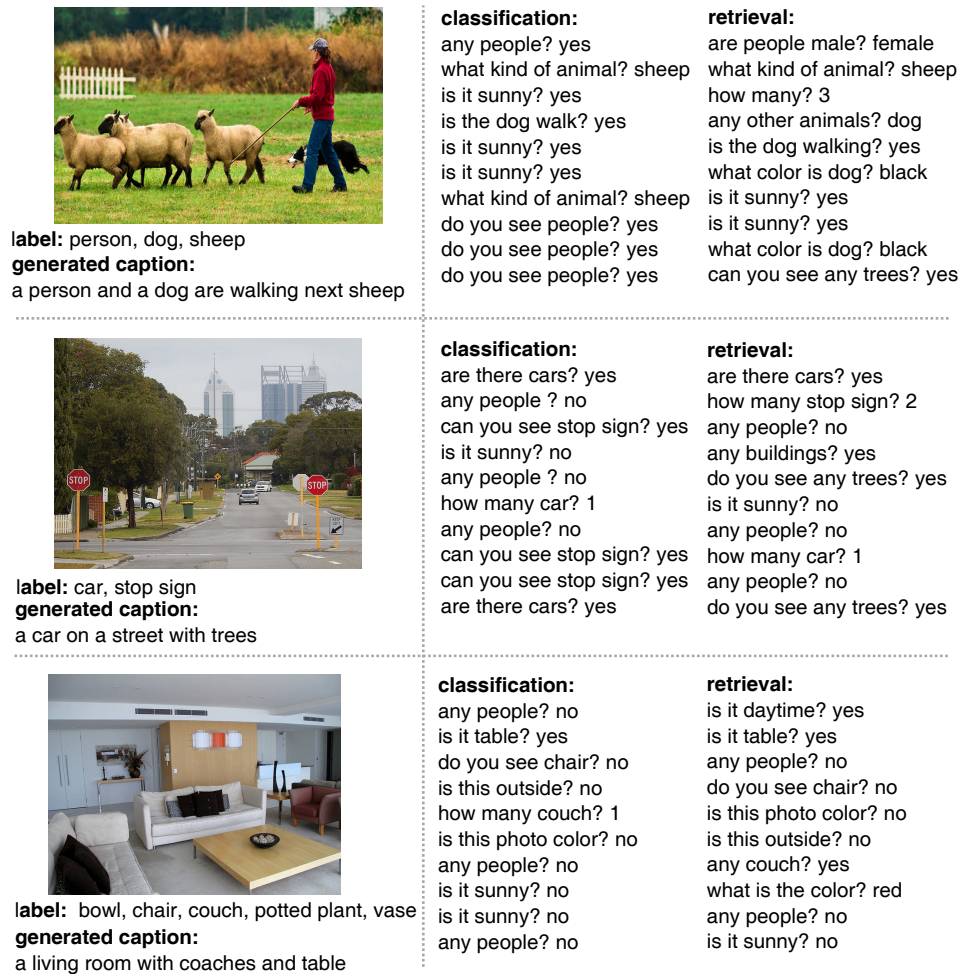 classification:
any people? yes
what kind of animal? sheep
is it sunny? yes
is the dog walk? yes
is it sunny? yes
is it sunny? yes
what kind of animal? sheep
do you see people? yes
do you see people? yes
do you see people? yes
retrieval:
are people male? female
what kind of animal? sheep
how many? 3
any other animals? dog
is the dog walking? yes
what color is dog? black
is it sunny? yes
is it sunny? yes
what color is dog? black
can you see any trees? yes
label: person, dog, sheep
generated caption:
a person and a dog are walking next sheep
STOP
STOP
label: car, stop sign
generated caption:
a car on a street with trees
classification:
are there cars? yes
any people ? no
can you see stop sign? yes
is it sunny? no
any people ? no
how many car? 1
any people? no
can you see stop sign? yes
can you see stop sign? yes
are there cars? yes
retrieval:
are there cars? yes
how many stop sign? 2
any people? no
any buildings? yes
do you see any trees? yes
is it sunny? no
any people? no
how many car? 1
any people? no
do you see any trees? yes
label: bowl, chair, couch, potted plant, vase
generated caption:
a living room with coaches and table
classification:
any people? no
is it table? yes
do you see chair? no
is this outside? no
how many couch? 1
is this photo color? no
any people? no
is it sunny? no
is it sunny? no
any people? no
retrieval:
is it daytime? yes
is it table? yes
any people? no
do you see chair? no
is this photo color? no
is this outside? no
any couch? yes
what is the color? red
any people? no
is it sunny? no